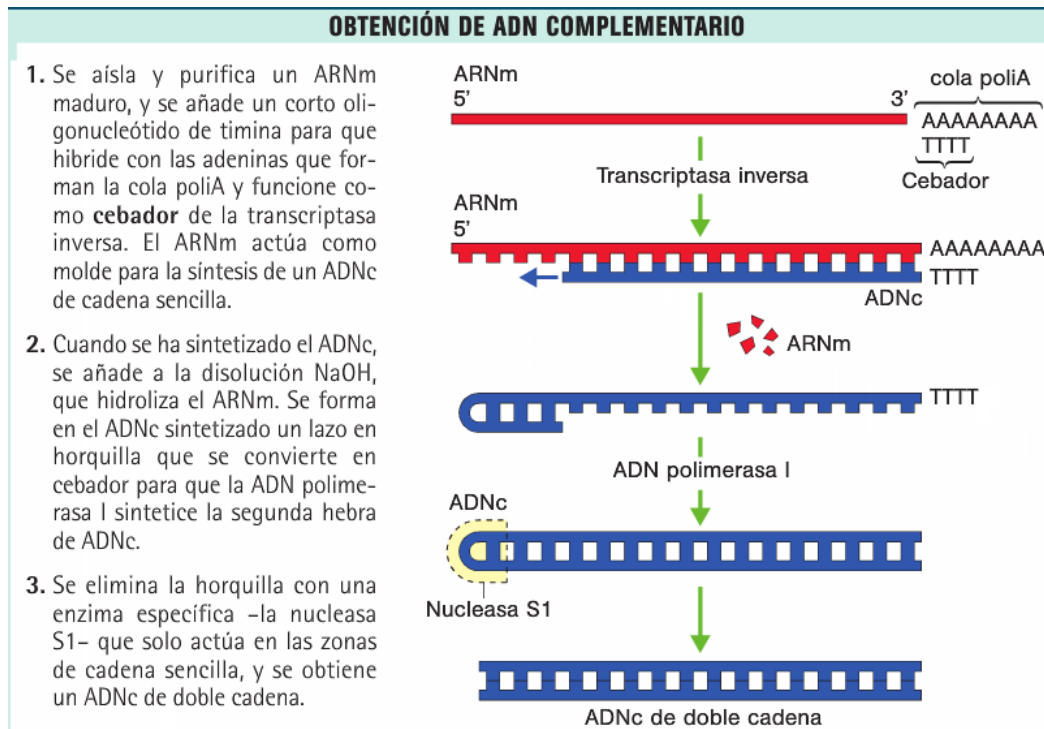 OBTENCIÓN DE ADN COMPLEMENTARIO
1. Se aísla y purifica un ARNm
maduro, y se añade un corto oli-
gonucleótido de timina para que
hibride con las adeninas que for-
man la cola poliA y funcione co-
mo cebador de la transcriptasa
inversa. El ARNm actúa como
molde para la síntesis de un ADNc
de cadena sencilla.
2. Cuando se ha sintetizado el ADNc,
se añade a la disolución NaOH,
que hidroliza el ARNm. Se forma
en el ADNc sintetizado un lazo en
horquilla que se convierte en
cebador para que la ADN polime-
rasa I sintetice la segunda hebra
de ADNc.
3. Se elimina la horquilla con una
enzima específica –la nucleasa
S1– que solo actúa en las zonas
de cadena sencilla, y se obtiene
un ADNc de doble cadena.
ARNm
5’
3’
cola poliA
AAAAAAAA
TTTT
Cebador
Transcriptasa inversa
ARNm
5’
AAAAAAAA
TTTT
ADNc
ARNm
TTTT
ADN polimerasa I
ADNc
Nucleasa S1
ADNc de doble cadena